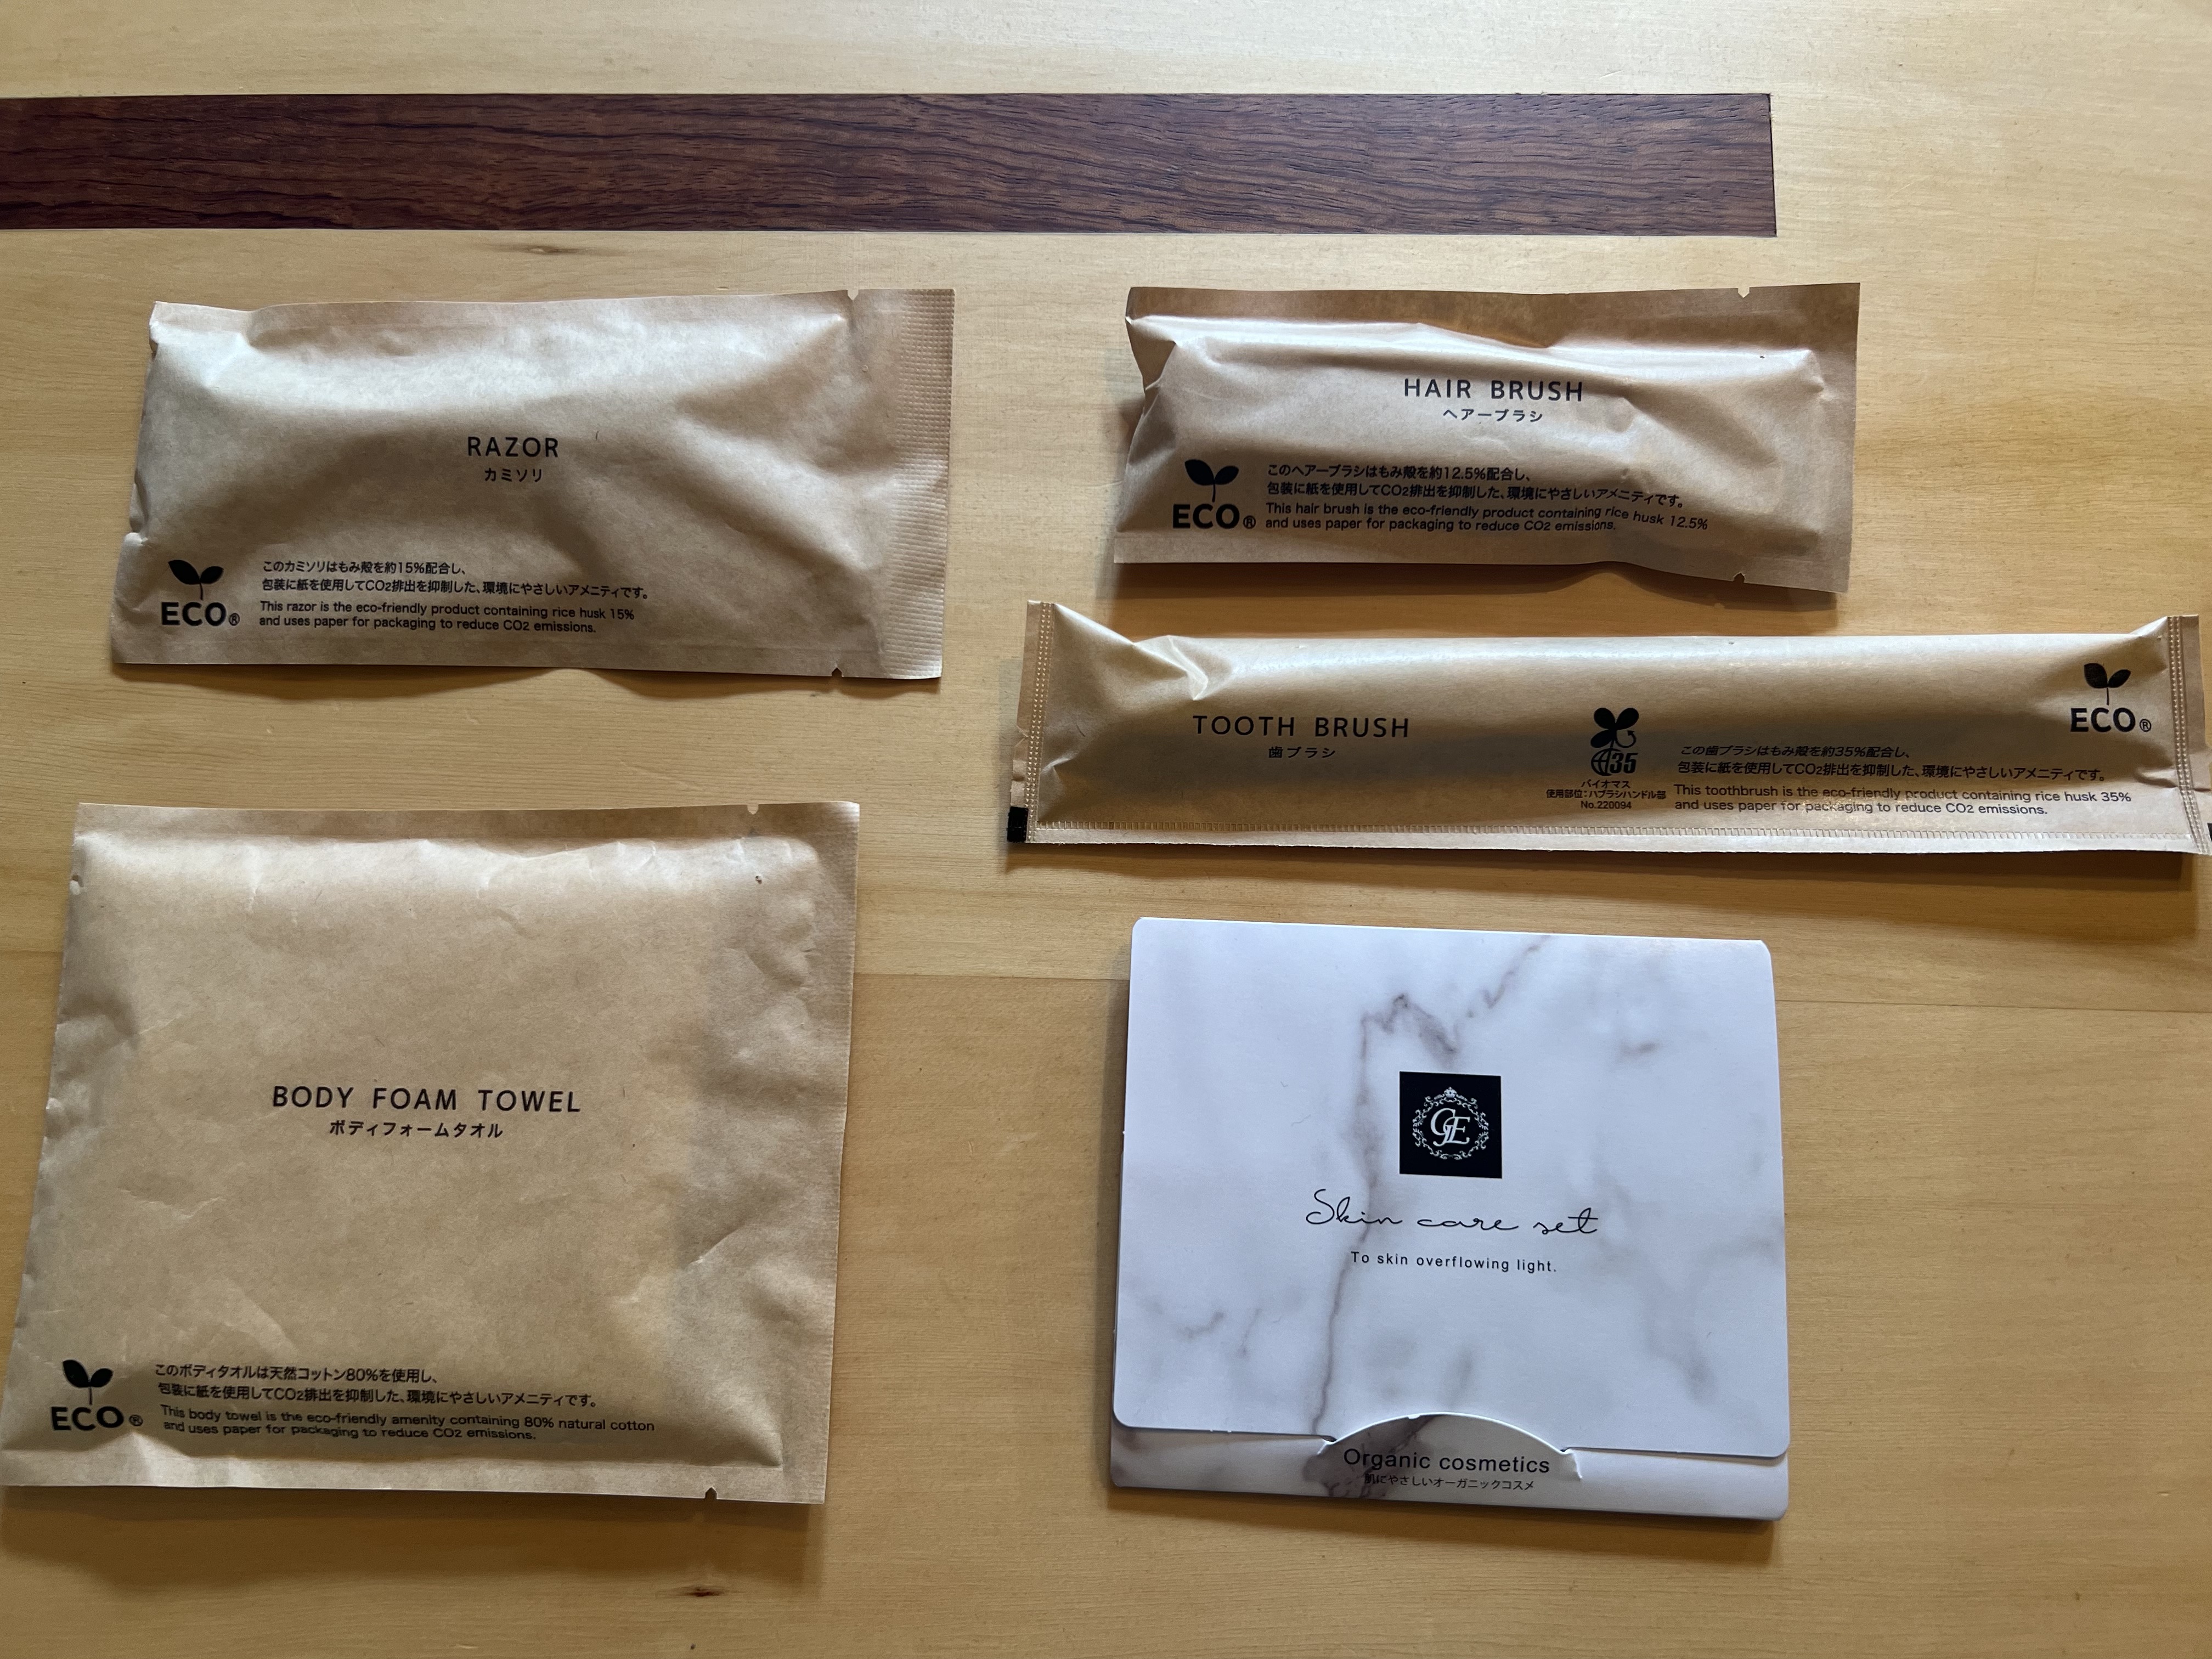 RAZOR
カミソリ
ECO®
このカミソリはもみ殻を約15%配合し、
包装に紙を使用してCO2排出を抑制した、環境にやさしいアメニティです。
This razor is the eco-friendly product containing rice husk 15%
and uses paper for packaging to reduce CO2 emissions.
HAIR BRUSH
ヘアーブラシ
ECO®
このヘアーブラシはもみ殻を約12.5%配合し、
包装に紙を使用してCO2排出を抑制した、環境にやさしいアメニティです。
This hair brush is the eco-friendly product containing rice husk 12.5%
and uses paper for packaging to reduce CO2 emissions.
TOOTH BRUSH
歯ブラシ
35
バイオマス
使用部位:ハブラシハンドル部
No.220094
この歯ブラシはもみ殻を約35%配合し、
包装に紙を使用してCO2排出を抑制した、環境にやさしいアメニティです。
This toothbrush is the eco-friendly product containing rice husk 35%
and uses paper for packaging to reduce CO2 emissions.
ECO®
BODY FOAM TOWEL
ボディフォームタオル
ECO®
このボディタオルは天然コットン80%を使用し、
包装に紙を使用してCO2排出を抑制した、環境にやさしいアメニティです。
This body towel is the eco-friendly amenity containing 80% natural cotton
and uses paper for packaging to reduce CO2 emissions.
GE
Skin care set
To skin overflowing light.
Organic cosmetics
肌にやさしいオーガニックコスメ